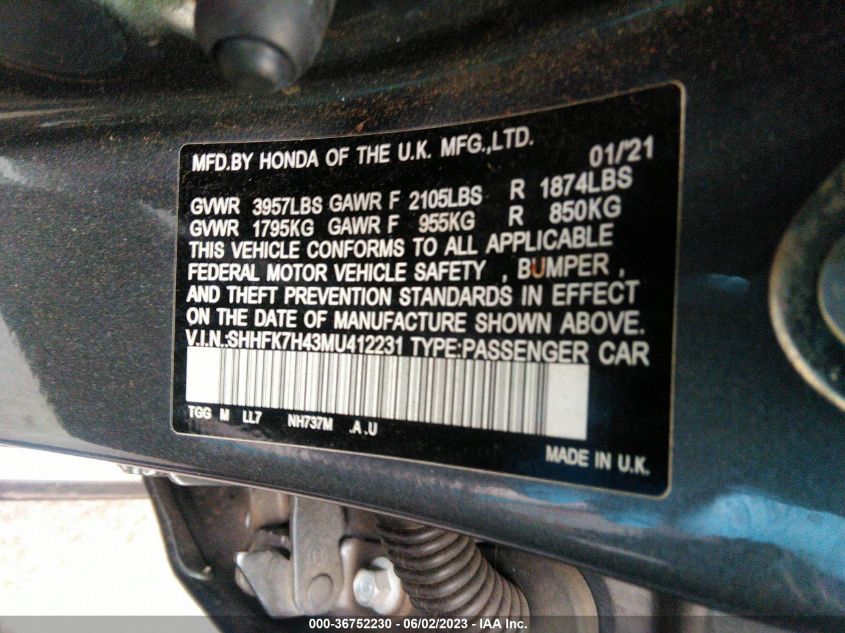 MFD.BY HONDA OF THE U.K. MFG.,LTD. 01/'21
GVWR 3957LBS GAWR F 2105LBS R 1874LBS
GVWR 1795KG GAWR F 955KG R 850KG
THIS VEHICLE CONFORMS TO ALL APPLICABLE
FEDERAL MOTOR VEHICLE SAFETY , BUMPER ,
AND THEFT PREVENTION STANDARDS IN EFFECT
ON THE DATE OF MANUFACTURE SHOWN ABOVE.
V.I.N.:SHHFK7H43MU412231 TYPE:PASSENGER CAR
TGG M LL7 NH737M .A .U
MADE IN U.K.
000-36752230 - 06/02/2023 - IAA Inc.